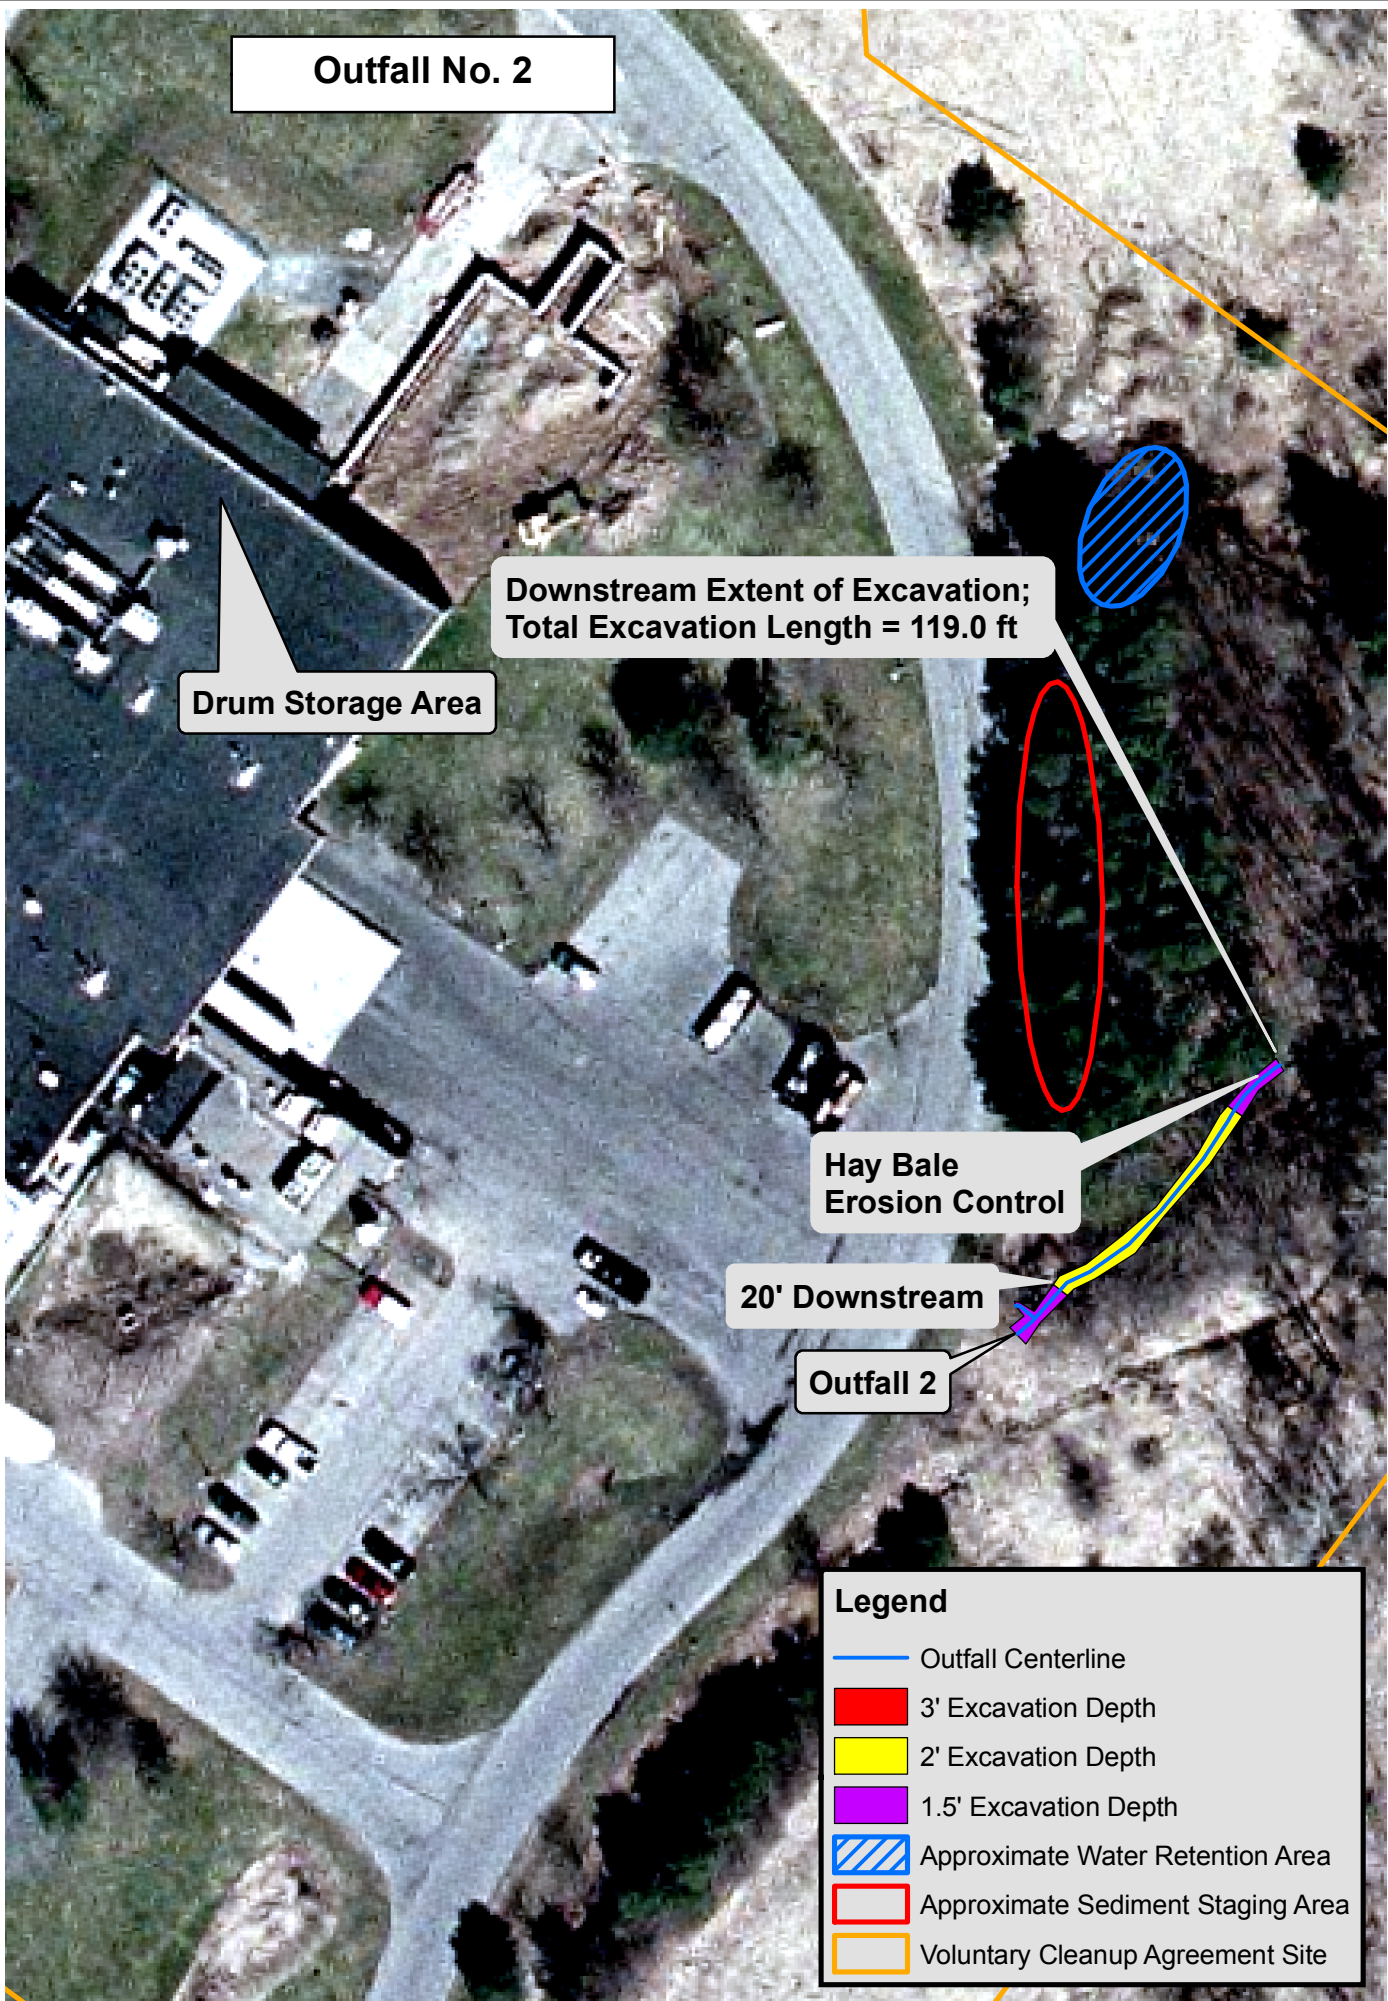 Outfall No. 2
Downstream Extent of Excavation;
Total Excavation Length = 119.0 ft
Drum Storage Area
Hay Bale
Erosion Control
20' Downstream
Outfall 2
Legend
Outfall Centerline
3' Excavation Depth
2' Excavation Depth
1.5' Excavation Depth
Approximate Water Retention Area
Approximate Sediment Staging Area
Voluntary Cleanup Agreement Site